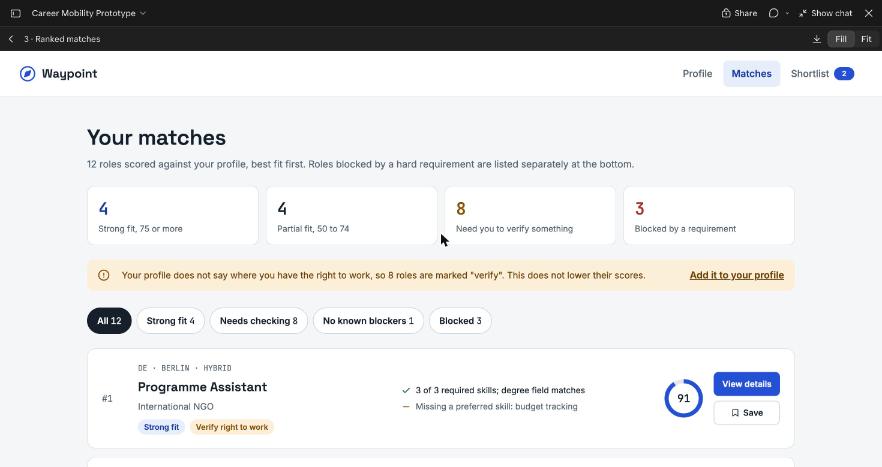 Career Mobility Prototype
Share
Show chat
3 · Ranked matches
Fill
Fit
Waypoint
Profile
Matches
Shortlist 2
Your matches
12 roles scored against your profile, best fit first. Roles blocked by a hard requirement are listed separately at the bottom.
4
Strong fit, 75 or more
4
Partial fit, 50 to 74
8
Need you to verify something
3
Blocked by a requirement
Your profile does not say where you have the right to work, so 8 roles are marked "verify". This does not lower their scores.
Add it to your profile
All 12
Strong fit 4
Needs checking 8
No known blockers 1
Blocked 3
#1
DE · BERLIN · HYBRID
Programme Assistant
International NGO
Strong fit
Verify right to work
3 of 3 required skills; degree field matches
Missing a preferred skill: budget tracking
91
View details
Save